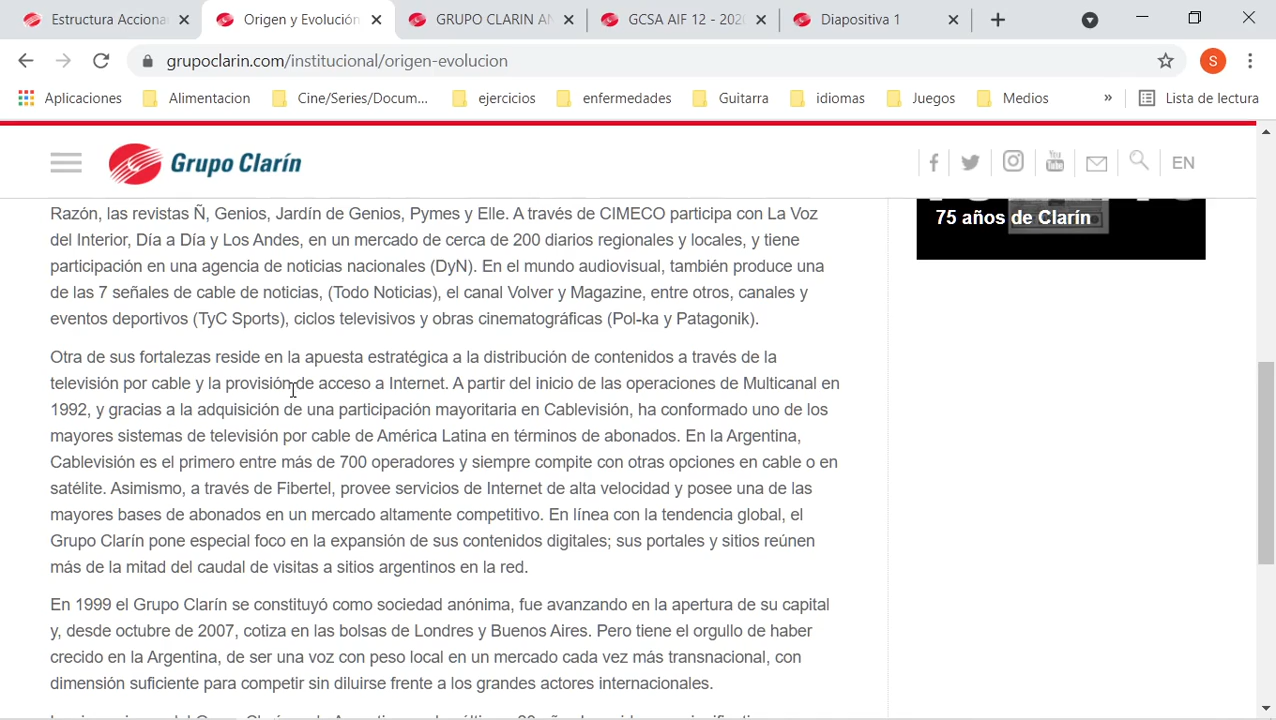 Estructura Acciona
Origen y Evolución
GRUPO CLARIN AN
GCSA AIF 12 - 2020
Diapositiva 1
grupoclarin.com/institucional/origen-evolucion
S
Aplicaciones
Alimentacion
Cine/Series/Docum...
ejercicios
enfermedades
Guitarra
idiomas
Juegos
Medios
»
Lista de lectura
Grupo Clarín
You
EN
Razón, las revistas Ñ, Genios, Jardín de Genios, Pymes y Elle. A través de CIMECO participa con La Voz
del Interior, Día a Día y Los Andes, en un mercado de cerca de 200 diarios regionales y locales, y tiene
participación en una agencia de noticias nacionales (DyN). En el mundo audiovisual, también produce una
de las 7 señales de cable de noticias, (Todo Noticias), el canal Volver y Magazine, entre otros, canales y
eventos deportivos (TyC Sports), ciclos televisivos y obras cinematográficas (Pol-ka y Patagonik).
Otra de sus fortalezas reside en la apuesta estratégica a la distribución de contenidos a través de la
televisión por cable y la provisión de acceso a Internet. A partir del inicio de las operaciones de Multicanal en
1992, y gracias a la adquisición de una participación mayoritaria en Cablevisión, ha conformado uno de los
mayores sistemas de televisión por cable de América Latina en términos de abonados. En la Argentina,
Cablevisión es el primero entre más de 700 operadores y siempre compite con otras opciones en cable o en
satélite. Asimismo, a través de Fibertel, provee servicios de Internet de alta velocidad y posee una de las
mayores bases de abonados en un mercado altamente competitivo. En línea con la tendencia global, el
Grupo Clarín pone especial foco en la expansión de sus contenidos digitales; sus portales y sitios reúnen
más de la mitad del caudal de visitas a sitios argentinos en la red.
En 1999 el Grupo Clarín se constituyó como sociedad anónima, fue avanzando en la apertura de su capital
y, desde octubre de 2007, cotiza en las bolsas de Londres y Buenos Aires. Pero tiene el orgullo de haber
crecido en la Argentina, de ser una voz con peso local en un mercado cada vez más transnacional, con
dimensión suficiente para competir sin diluirse frente a los grandes actores internacionales.
75 años de Clarín